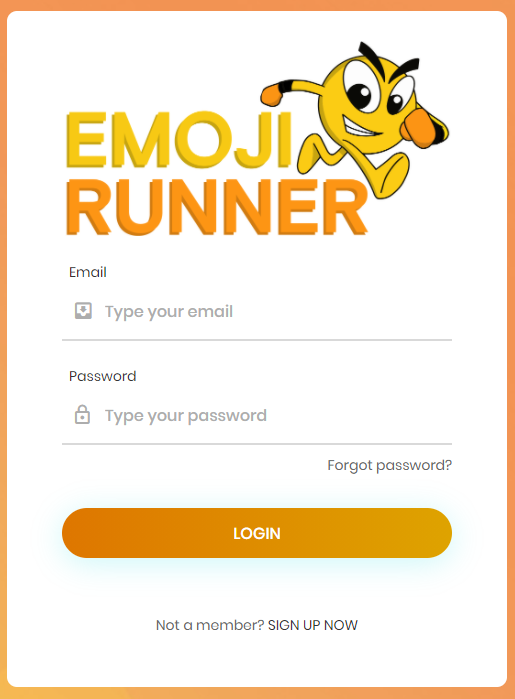 EMOJI
RUNNER
Email
Type your email
Password
Type your password
Forgot password?
LOGIN
Not a member? SIGN UP NOW